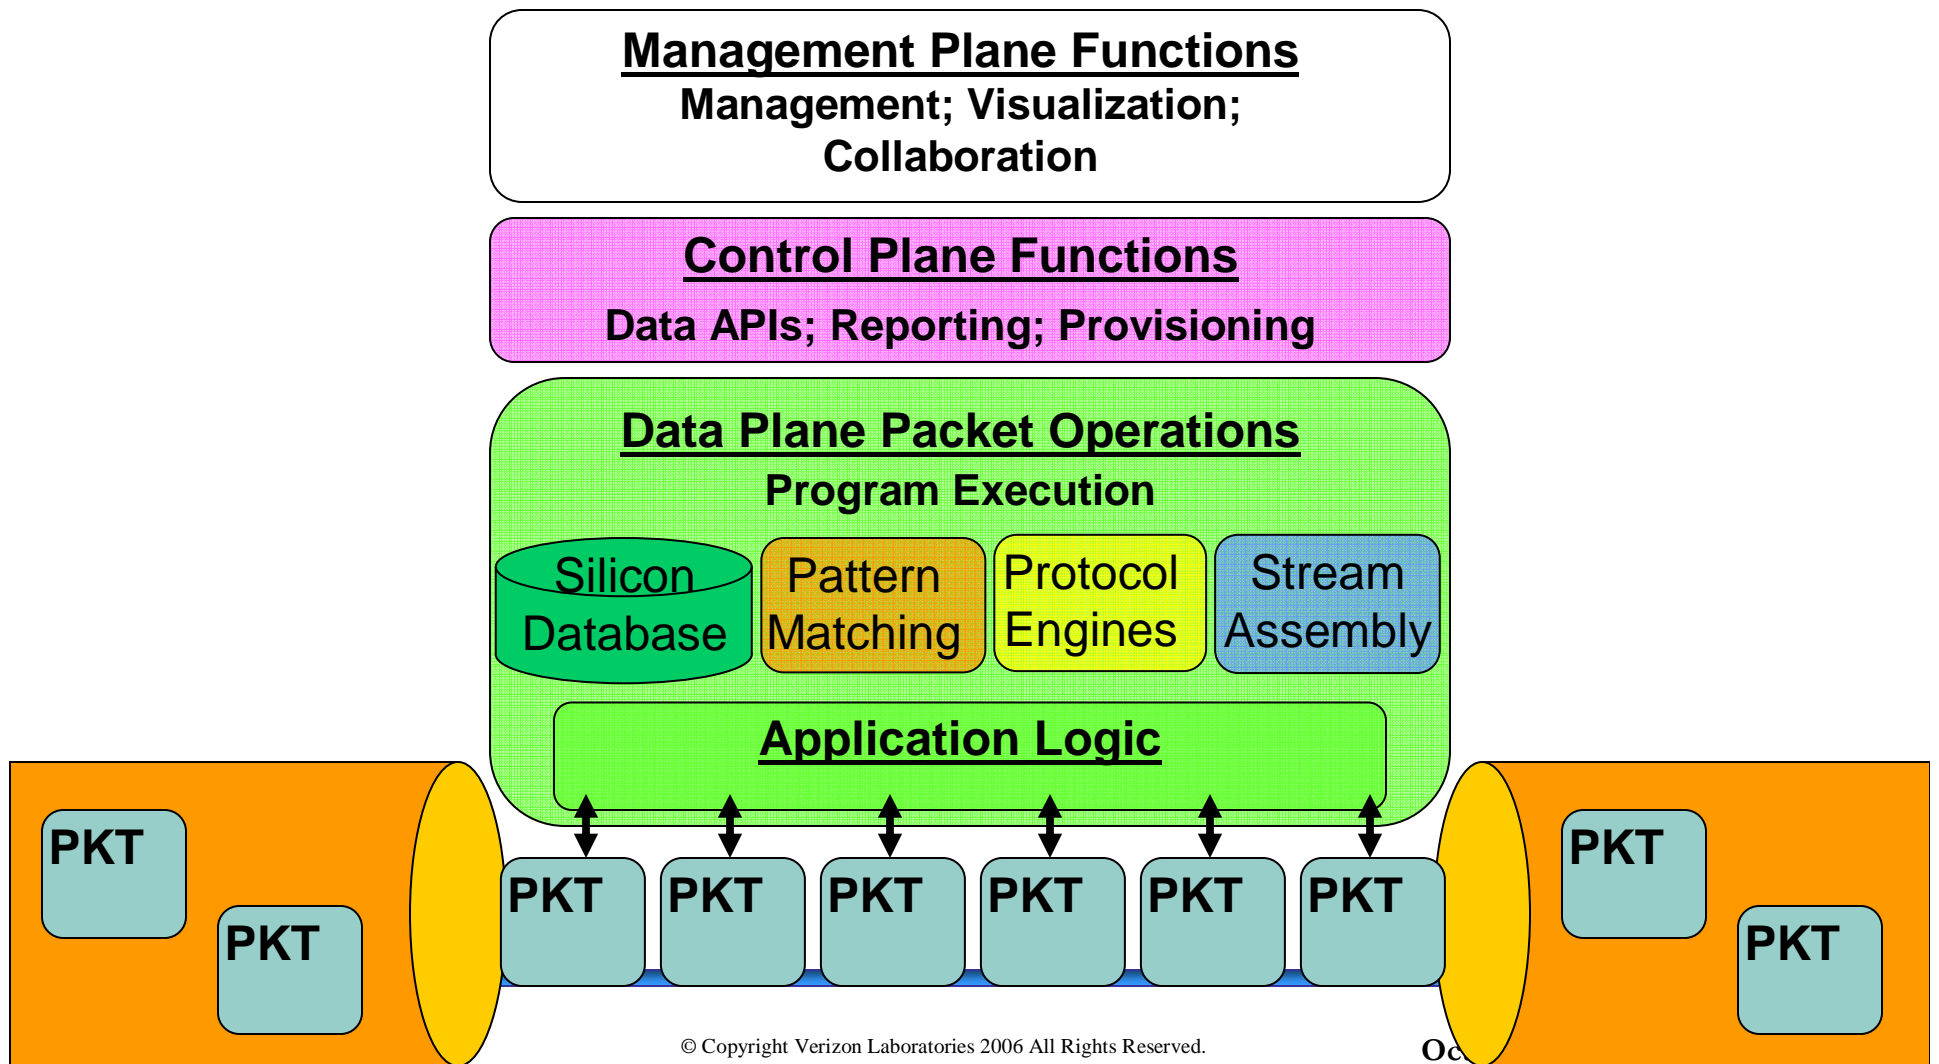 Management Plane Functions
Management; Visualization;
Collaboration
Control Plane Functions
Data APIs; Reporting; Provisioning
Data Plane Packet Operations
Program Execution
Silicon
Database
Pattern
Matching
Protocol
Engines
Stream
Assembly
Application Logic
PKT
PKT
PKT
PKT
PKT
PKT
PKT
PKT
PKT
PKT
© Copyright Verizon Laboratories 2006 All Rights Reserved.